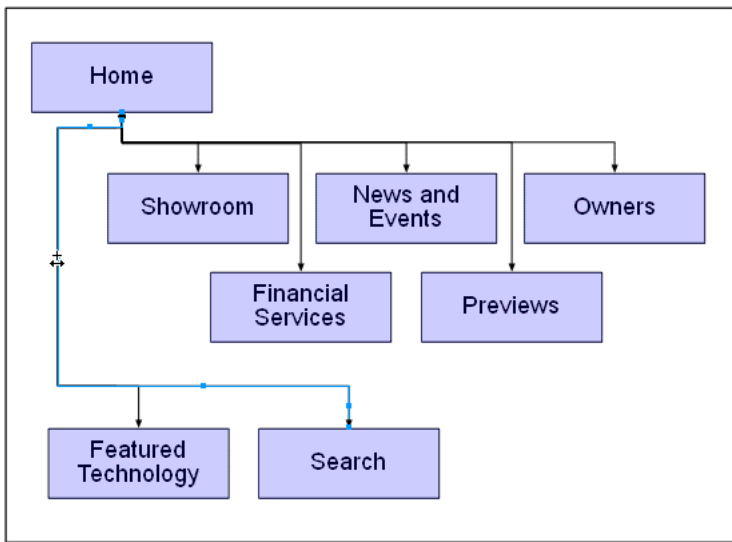 Home
Showroom
News and
Events
Owners
Financial
Services
Previews
Featured
Technology
Search